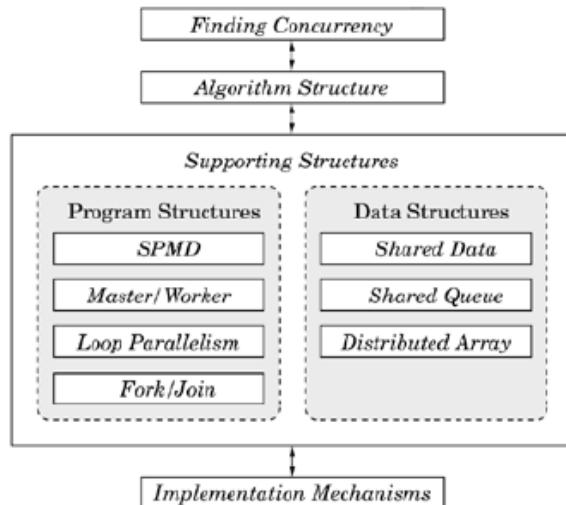 Finding Concurrency
Algorithm Structure
Supporting Structures
Program Structures
SPMD
Master/Worker
Loop Parallelism
Fork/Join
Data Structures
Shared Data
Shared Queue
Distributed Array
Implementation Mechanisms